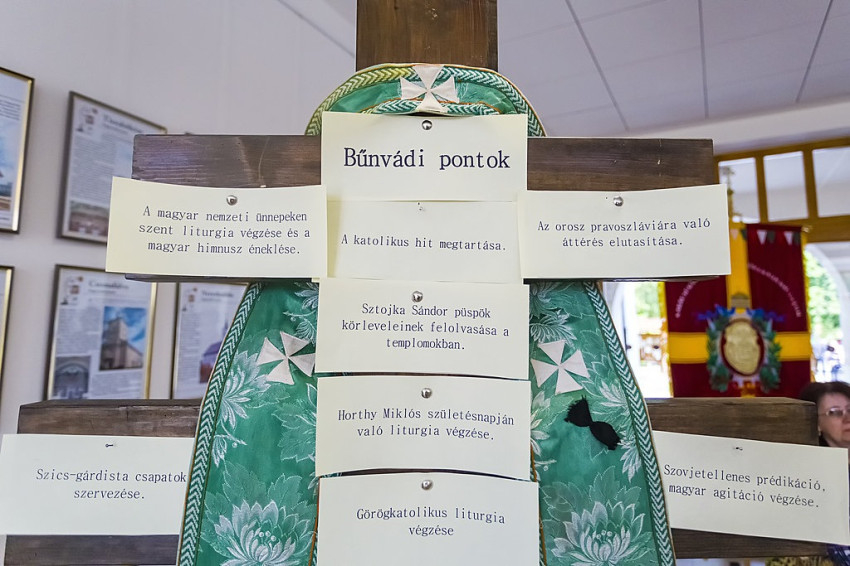 Bűnvádi pontok
A magyar nemzeti ünnepeken
szent liturgia végzése és a
magyar himnusz éneklése.
A katolikus hit megtartása.
Az orosz pravoszláviára való
áttérés elutasítása.
Sztojka Sándor püspök
körleveleinek felolvasása a
templomokban.
Horthy Miklós születésnapján
való liturgia végzése.
Szics-gárdista csapatok
szervezése.
Szovjetellenes prédikáció,
magyar agitáció végzése.
Görögkatolikus liturgia
végzése